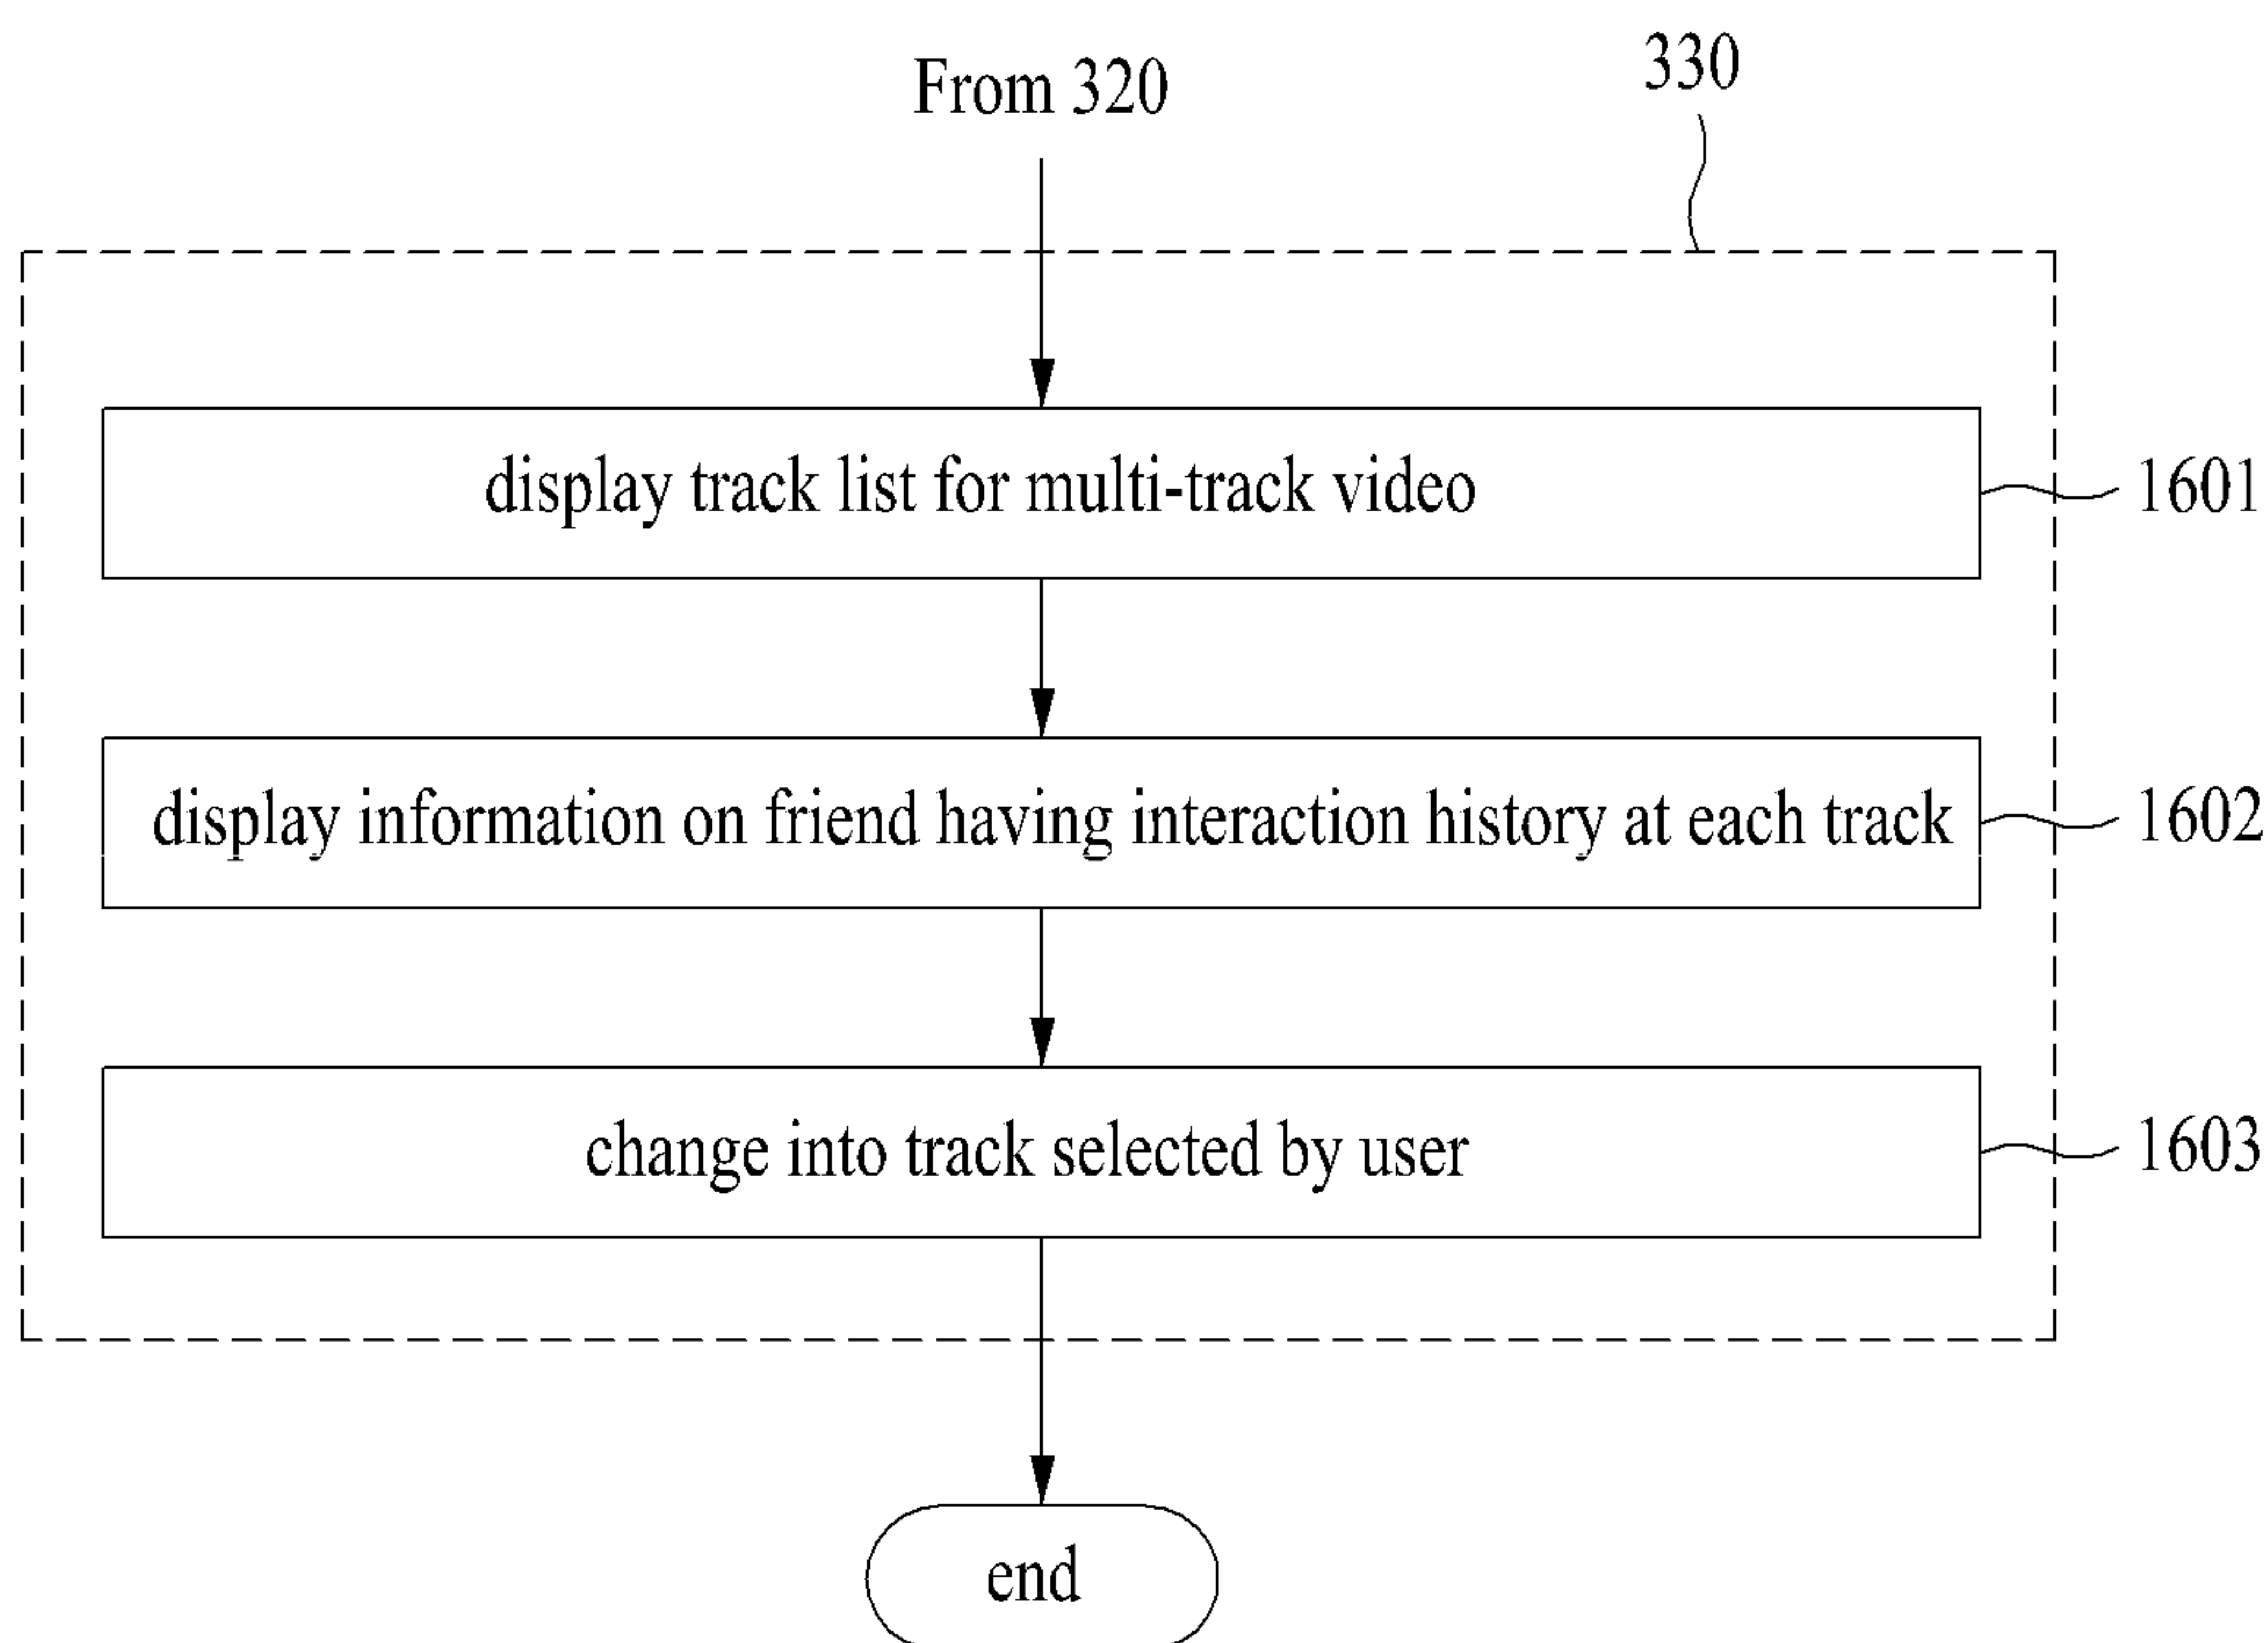 From 320
330
display track list for multi-track video
1601
display information on friend having interaction history at each track
1602
change into track selected by user
1603
end